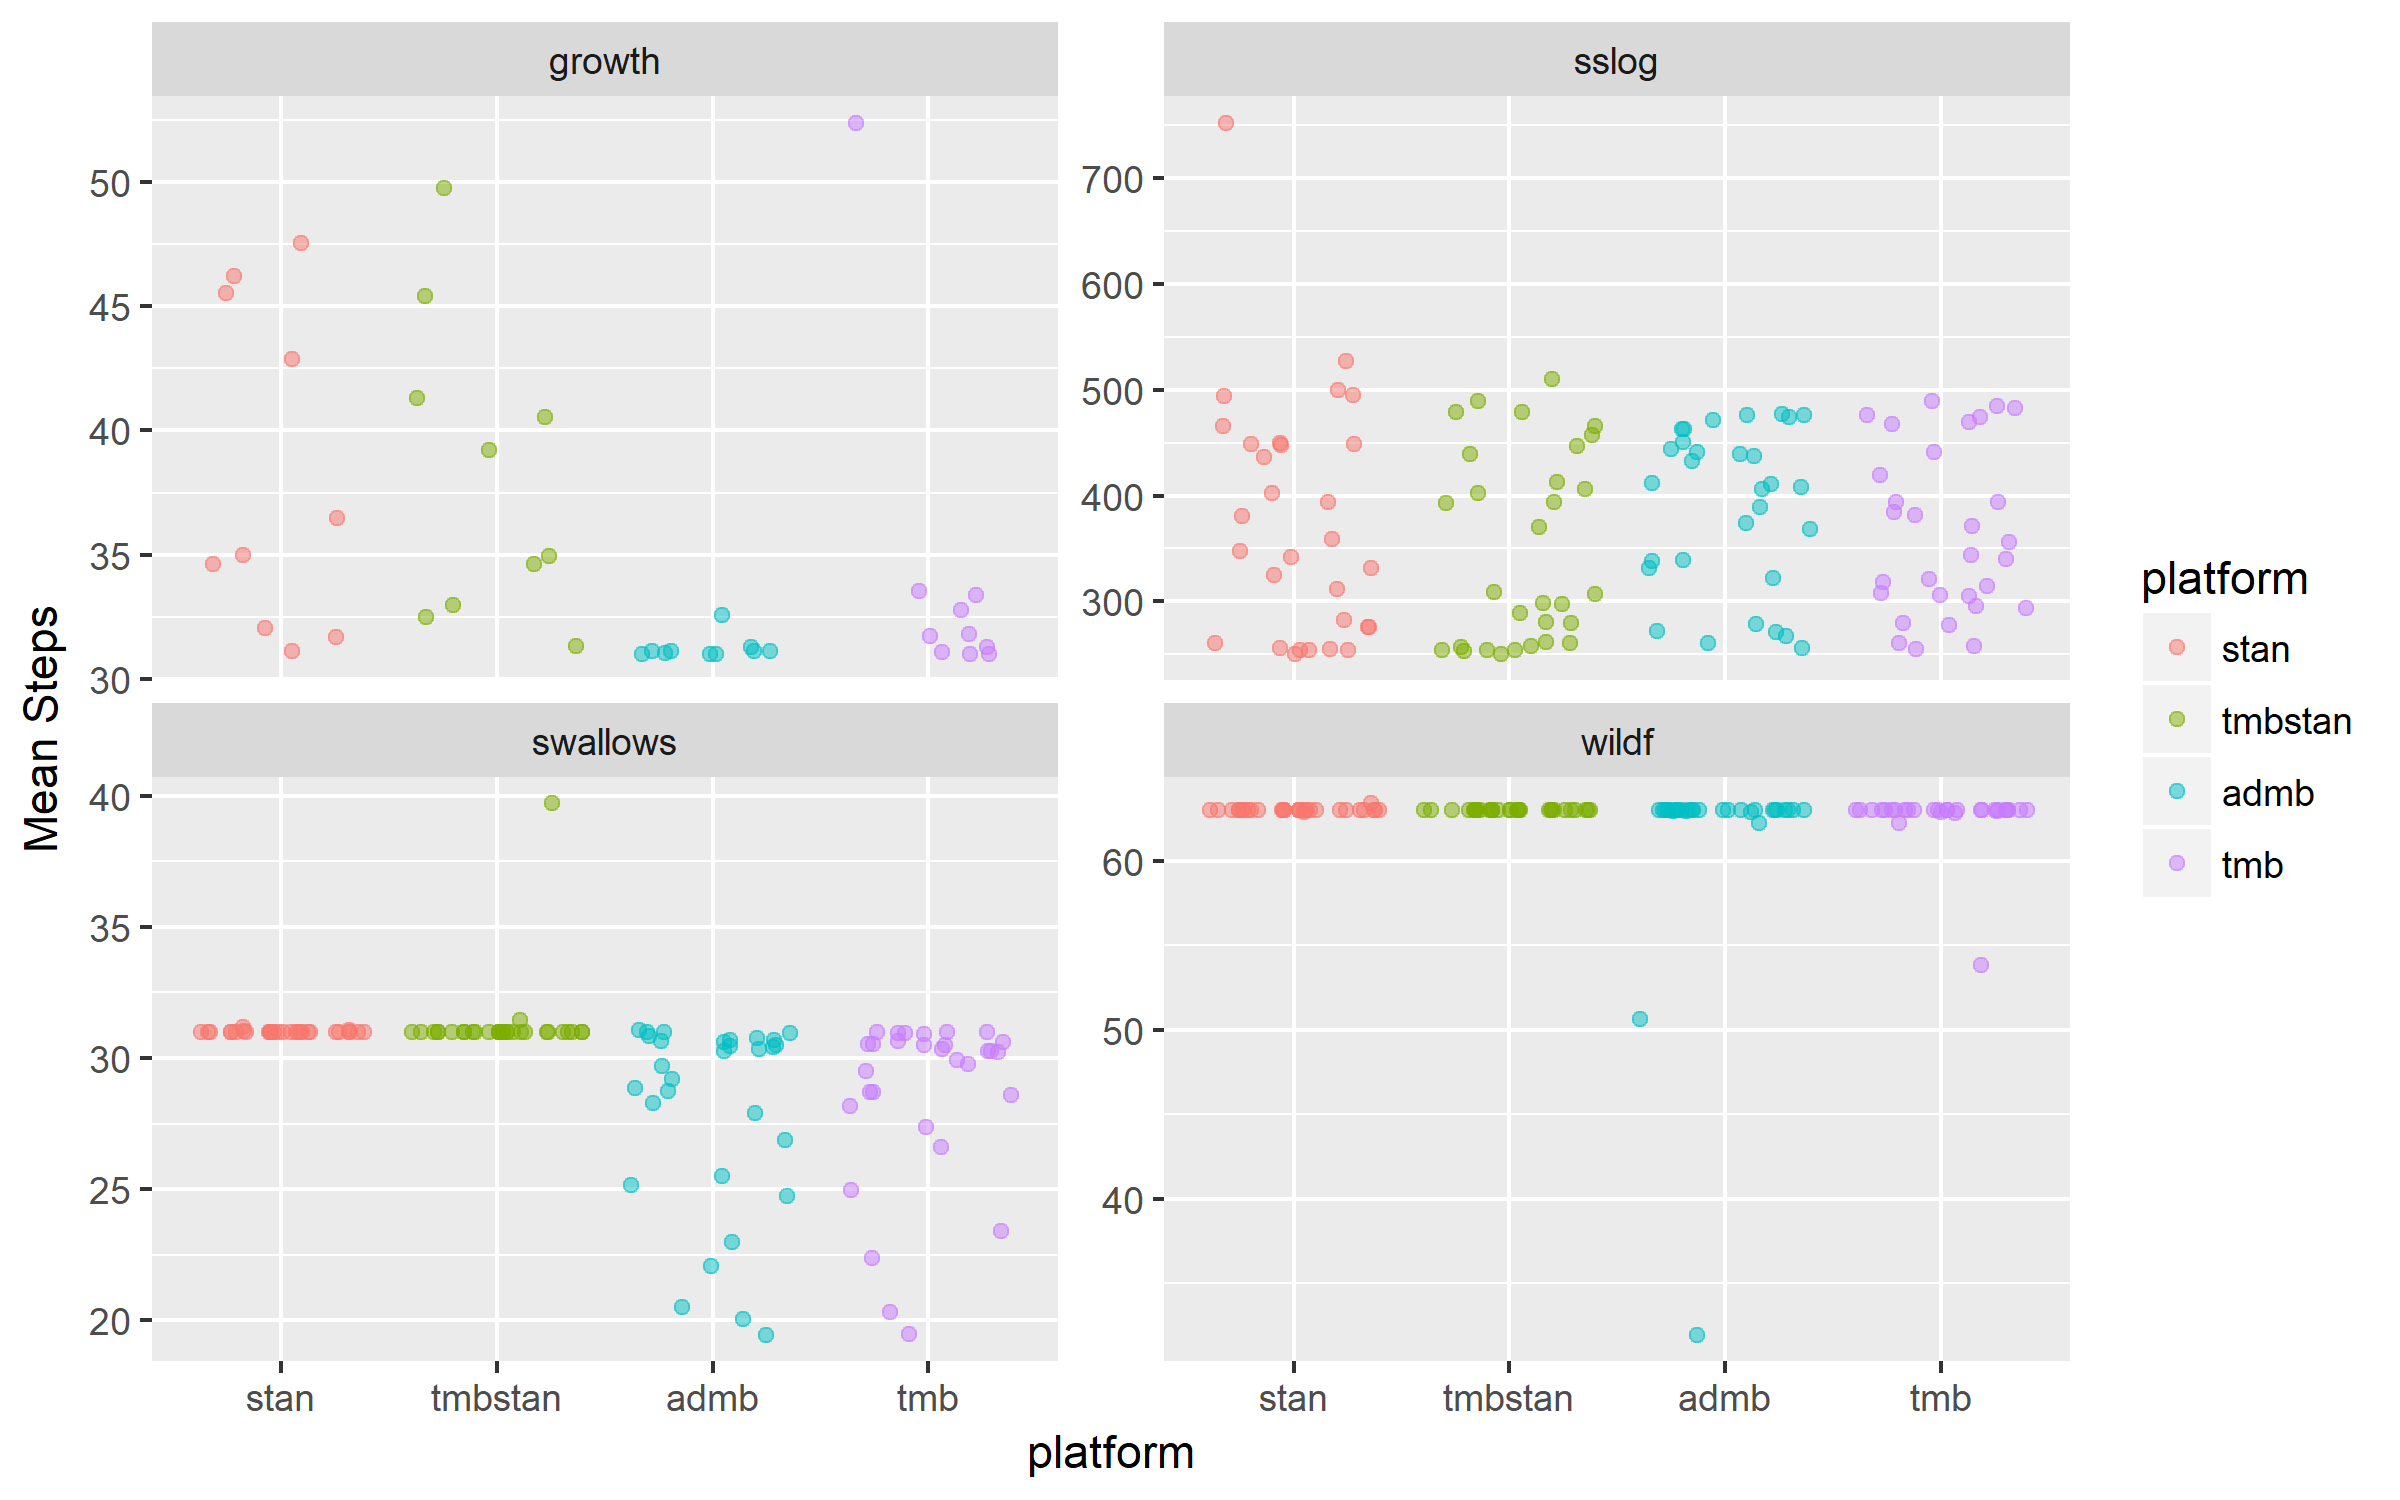 growth
sslog
50
45
40
35
30
700
600
500
400
300
swallows
wildf
40
35
30
25
20
60
50
40
stan tmbstan admb tmb
stan tmbstan admb tmb
platform
Mean Steps
platform
stan
tmbstan
admb
tmb